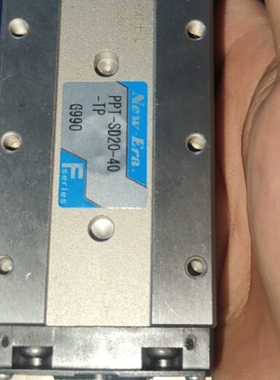 New-Era.
PPT-SD20-40
-TP
G990
F series